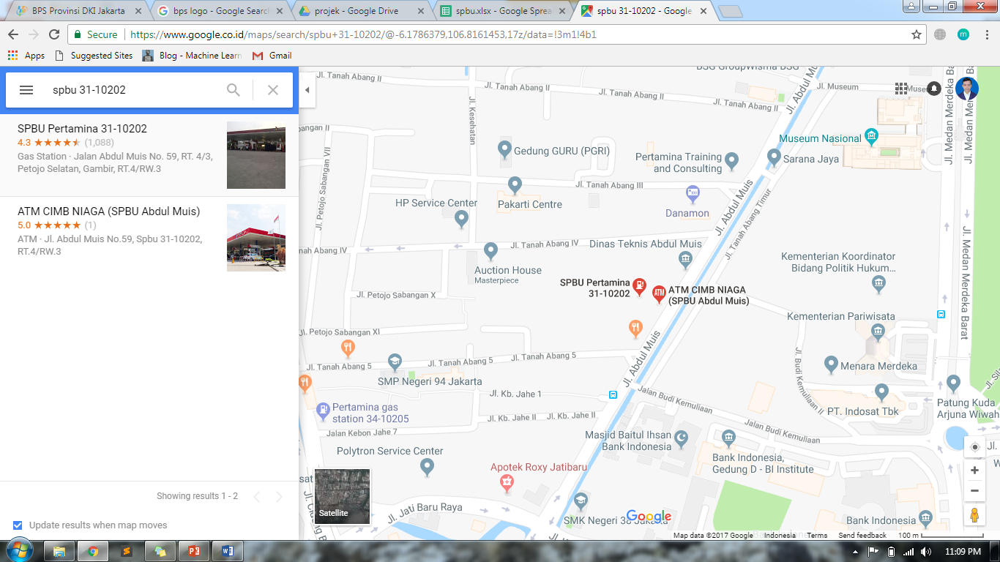 BPS Provinsi DKI Jakarta
bps logo - Google Search
projek - Google Drive
spbu.xlsx - Google Sprea
spbu 31-10202 - Google
Secure
https://www.google.co.id/maps/search/spbu+31-10202/@-6.1786379,106.8161453,17z/data=!3m1!4b1
m
Apps
Suggested Sites
Blog - Machine Learn
Gmail
spbu 31-10202
SPBU Pertamina 31-10202
4.3
(1,088)
Gas Station · Jalan Abdul Muis No. 59, RT. 4/3,
Petojo Selatan, Gambir, RT.4/RW.3
ATM CIMB NIAGA (SPBU Abdul Muis)
5.0
(1)
ATM · Jl. Abdul Muis No.59, Spbu 31-10202,
RT.4/RW.3
Showing results 1 - 2
Update results when map moves
Jl. Tanah Abang II
Jl. Tanah Abang II
Jl. Tanah Abang II
BSG GroupWisma BSG
Jl. Abdul Muis
Jl. Museum
Jl. Kesehatan
abangan II
Jl. Petojo Sabangan VII
Gedung GURU (PGRI)
Pertamina Training
and Consulting
Sarana Jaya
Museum Nasional
Jl. Medan Merdeka Ba
Jl. Medan Mer
Jl. Tanah Abang III
Pakarti Centre
HP Service Center
Danamon
Jl. Abdul Muis
Jl. Tanah Abang Timur
Jl. Tanah Abang IV
anah Abang IV
Auction House
Masterpiece
Dinas Teknis Abdul Muis
Kementerian Koordinator
Bidang Politik Hukum...
Jl. Medan Merdeka Barat
SPBU Pertamina
31-10202
ATM
ATM CIMB NIAGA
(SPBU Abdul Muis)
Jl. Petojo Sabangan X
Jl. Petojo Sabangan XI
Kementerian Pariwisata
Jl. Abdul Muis
Jl. Tanah Abang 5
Jl. Tanah Abang 5
Jl. Tanah Abang 5
SMP Negeri 94 Jakarta
Menara Merdeka
Jl. Budi Kemuliaan II
Jl. Kb. Jahe 1
Jalan Budi Kemuliaan
Jalan Budi Kemuliaan
Patung Kuda
Arjuna Wiwah
PT. Indosat Tbk
Pertamina gas
station 34-10205
Jl. Kb. Jahe II
Jl. Kb. Jahe II
Jalan Kebon Jahe 7
Masjid Baitul Ihsan
Bank Indonesia
Bank Indonesia,
Gedung D - BI Institute
Polytron Service Center
Apotek Roxy Jatibaru
Jl. Jati Baru Raya
SMK Negeri 38 Jakarta
Bank Indonesia
Satellite
Google
Map data ©2017 Google
Indonesia
Terms
Send feedback
100 m
11:09 PM